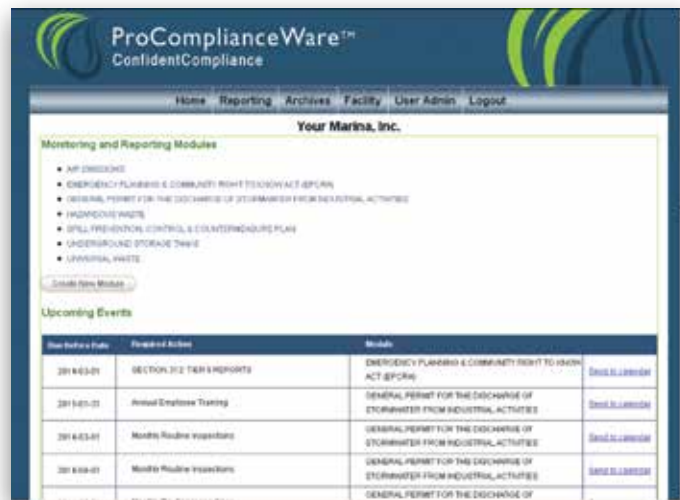 ProComplianceWare™
ConfidentCompliance
Home Reporting Archives Facility User Admin Logout
Your Marina, Inc.
Monitoring and Reporting Modules
AIR EMISSIONS
EMERGENCY PLANNING & COMMUNITY RIGHT TO KNOW ACT (EPCRA)
GENERAL PERMIT FOR THE DISCHARGE OF STORMWATER FROM INDUSTRIAL ACTIVITIES
HAZARDOUS WASTE
SPILL PREVENTION, CONTROL & COUNTERMEASURE PLAN
UNDERGROUND STORAGE TANKS
UNIVERSAL WASTE
Create New Module
Upcoming Events
Due Before Date Required Action Module
EMERGENCY PLANNING & COMMUNITY RIGHT TO KNOW
SECTION 312 TIER II REPORTS Send to calendar
ACT (EPCRA)
GENERAL PERMIT FOR THE DISCHARGE OF
Annual Employee Training Send to calendar
STORMWATER FROM INDUSTRIAL ACTIVITIES
GENERAL PERMIT FOR THE DISCHARGE OF
Monthly Routine Inspections Send to calendar
STORMWATER FROM INDUSTRIAL ACTIVITIES
GENERAL PERMIT FOR THE DISCHARGE OF
Monthly Routine Inspections Send to calendar
STORMWATER FROM INDUSTRIAL ACTIVITIES
GENERAL PERMIT FOR THE DISCHARGE OF